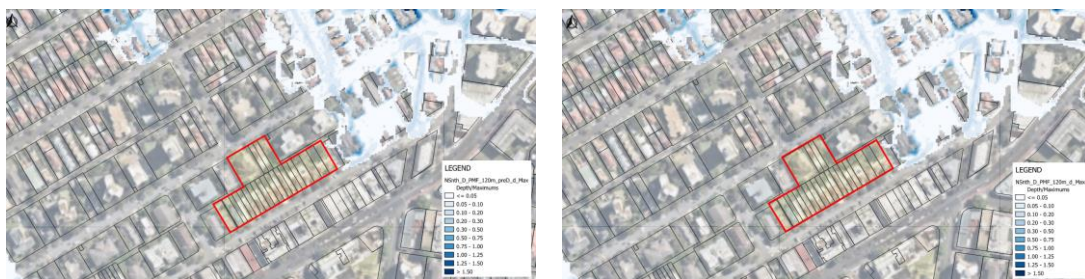 LEGEND
NSnth_D_PMF_120m_preD_d_Max
Depth/Maximums
<= 0.05
0.05 - 0.10
0.10 - 0.20
0.20 - 0.30
0.30 - 0.50
0.50 - 0.75
0.75 - 1.00
1.00 - 1.25
1.25 - 1.50
> 1.50
LEGEND
NSnth_D_PMF_120m_d_Max
Depth/Maximums
<= 0.05
0.05 - 0.10
0.10 - 0.20
0.20 - 0.30
0.30 - 0.50
0.50 - 0.75
0.75 - 1.00
1.00 - 1.25
1.25 - 1.50
> 1.50